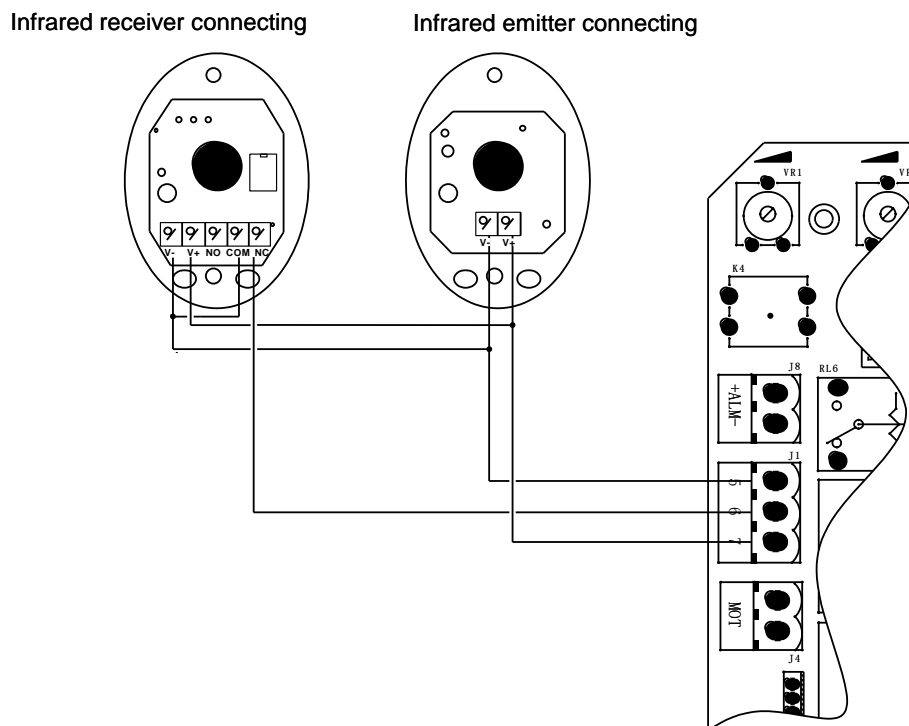 Infrared receiver connecting
Infrared emitter connecting
V- V+ NO COM NC
V- V+
VR1
K4
J8
RL6
+ALM-
J1
5
6
7
MOT
J4